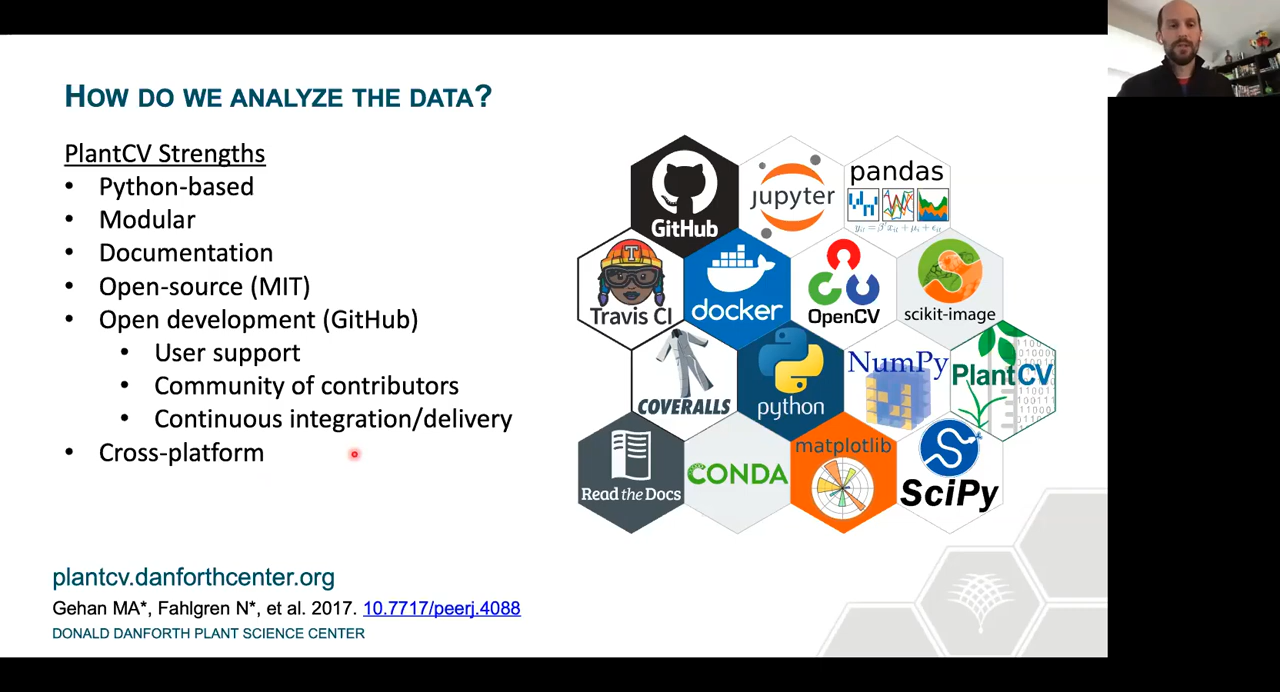 HOW DO WE ANALYZE THE DATA?
PlantCV Strengths
• Python-based
• Modular
• Documentation
• Open-source (MIT)
• Open development (GitHub)
• User support
• Community of contributors
• Continuous integration/delivery
• Cross-platform
GitHub
jupyter
pandas
T
Travis CI
docker
OpenCV
scikit-image
COVERALLS
python
NumPy
PlantCV
Read the Docs
CONDA
matplotlib
SciPy
plantcv.danforthcenter.org
Gehan MA*, Fahlgren N*, et al. 2017. 10.7717/peerj.4088
DONALD DANFORTH PLANT SCIENCE CENTER